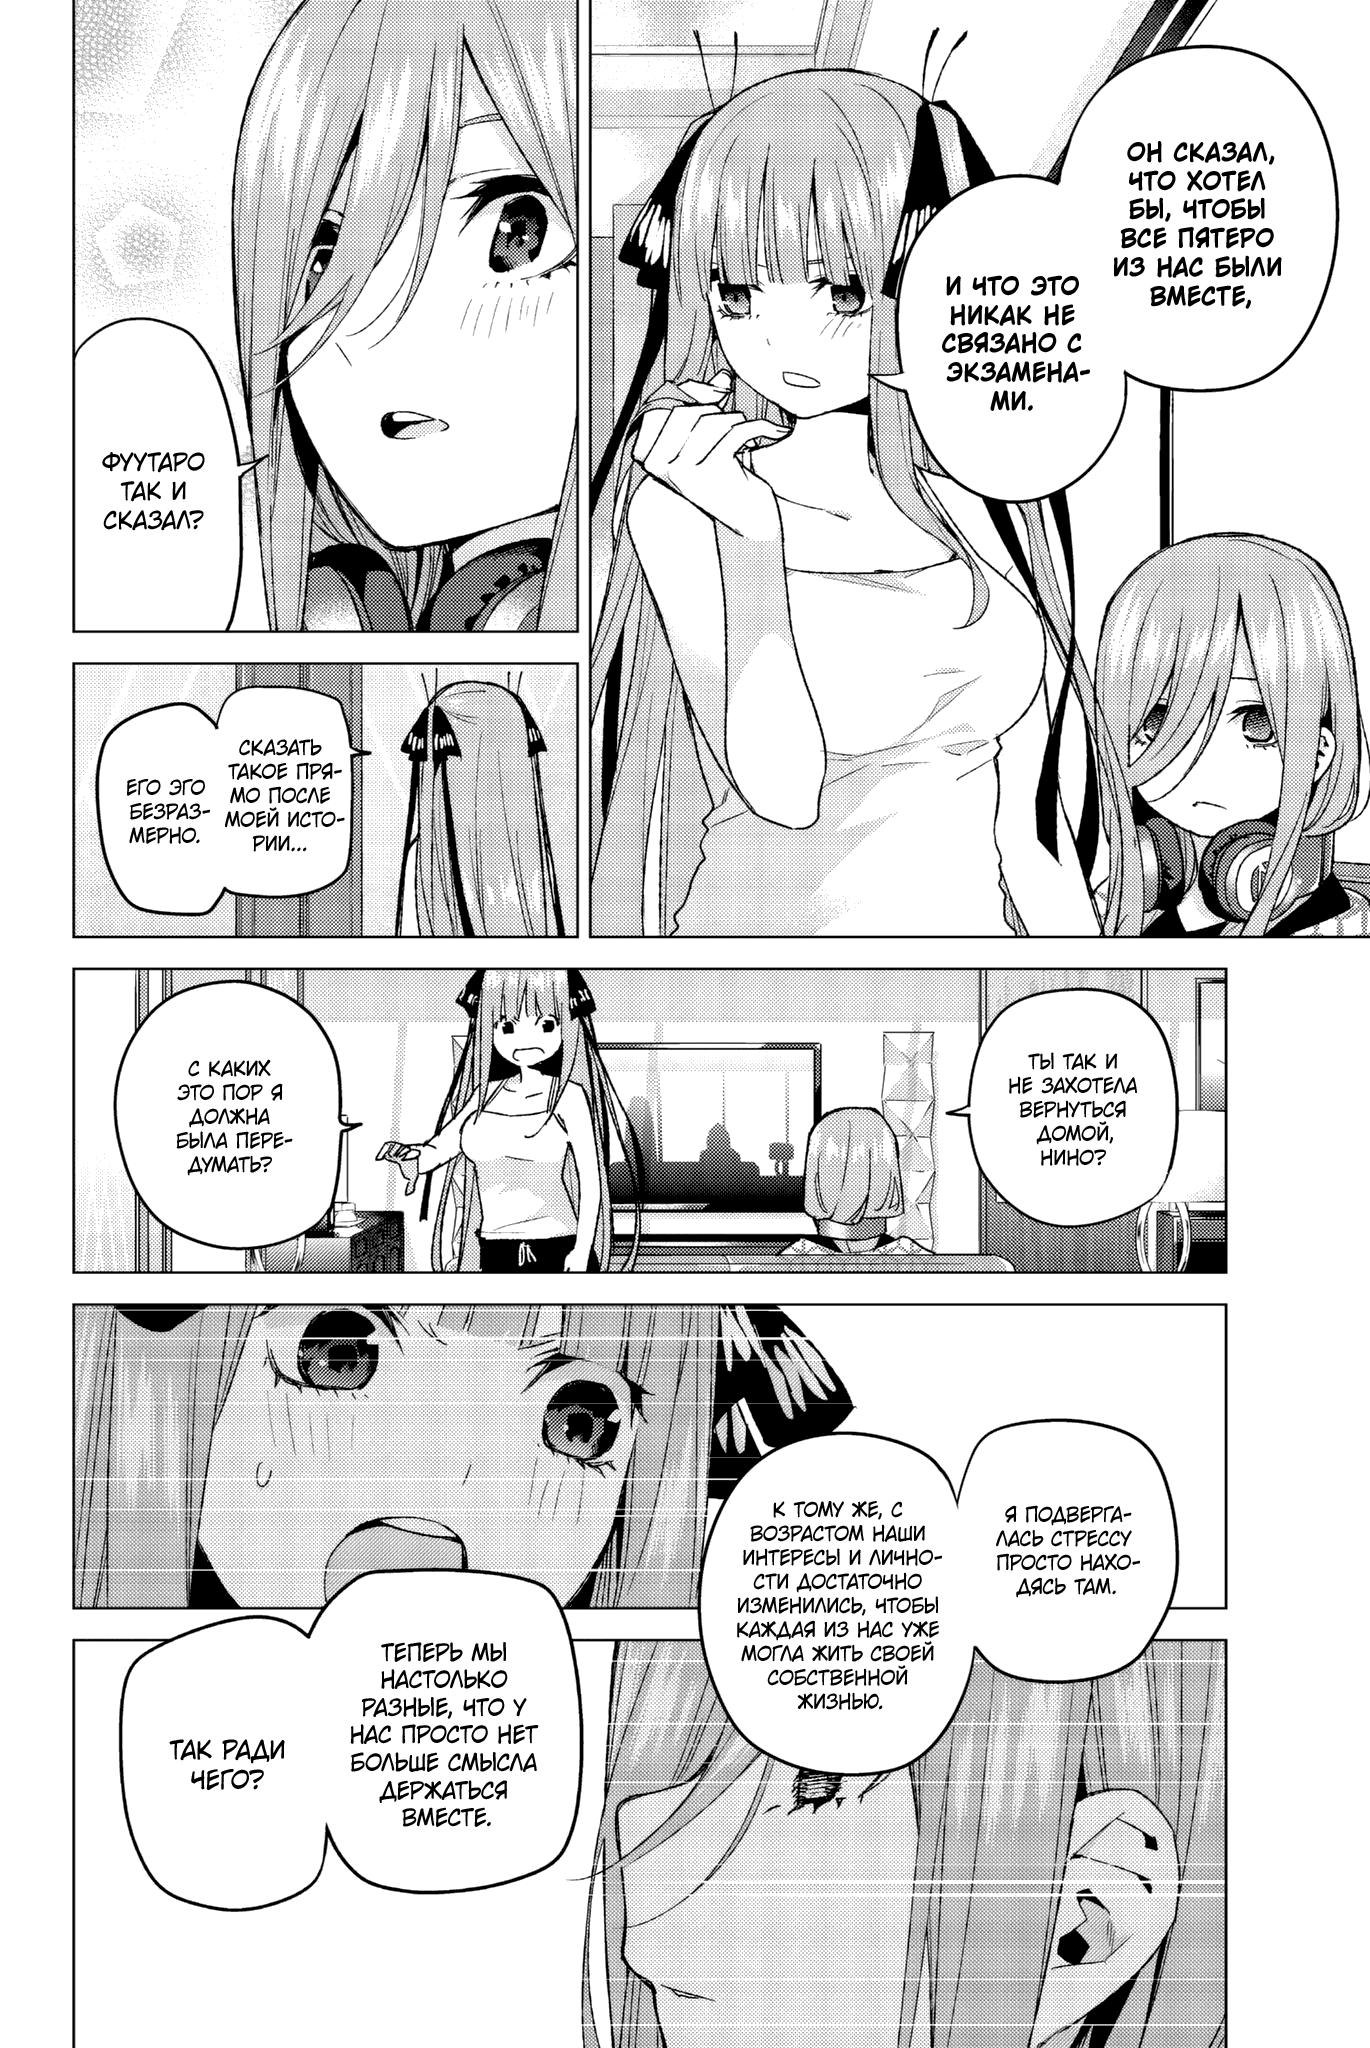 ОН СКАЗАЛ,
ЧТО ХОТЕЛ
БЫ, ЧТОБЫ
ВСЕ ПЯТЕРО
ИЗ НАС БЫЛИ
ВМЕСТЕ,
И ЧТО ЭТО
НИКАК НЕ
СВЯЗАНО С
ЭКЗАМЕНА-
МИ.
ФУУТАРО
ТАК И
СКАЗАЛ?
СКАЗАТЬ
ТАКОЕ ПРЯ-
МО ПОСЛЕ
МОЕЙ ИСТО-
РИИ...
ЕГО ЭГО
БЕЗРАЗ-
МЕРНО.
ТЫ ТАК И
НЕ ЗАХОТЕЛА
ВЕРНУТЬСЯ
ДОМОЙ,
НИНО?
С КАКИХ
ЭТО ПОР Я
ДОЛЖНА
БЫЛА ПЕРЕ-
ДУМАТЬ?
Я ПОДВЕРГА-
ЛАСЬ СТРЕССУ
ПРОСТО НАХО-
ДЯСЬ ТАМ.
К ТОМУ ЖЕ, С
ВОЗРАСТОМ НАШИ
ИНТЕРЕСЫ И ЛИЧНО-
СТИ ДОСТАТОЧНО
ИЗМЕНИЛИСЬ, ЧТОБЫ
КАЖДАЯ ИЗ НАС УЖЕ
МОГЛА ЖИТЬ СВОЕЙ
СОБСТВЕННОЙ
ЖИЗНЬЮ.
ТЕПЕРЬ МЫ
НАСТОЛЬКО
РАЗНЫЕ, ЧТО У
НАС ПРОСТО НЕТ
БОЛЬШЕ СМЫСЛА
ДЕРЖАТЬСЯ
ВМЕСТЕ.
ТАК РАДИ
ЧЕГО?